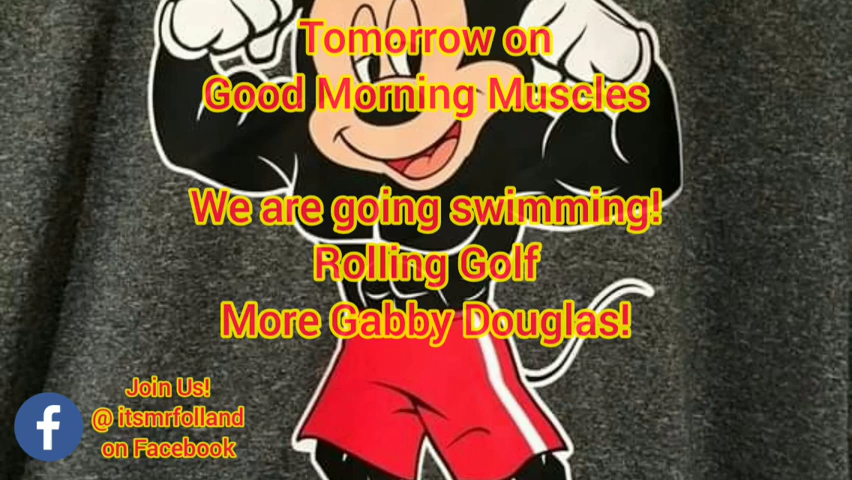 Tomorrow on
Good Morning Muscles
We are going swimming!
Rolling Golf
More Gabby Douglas!
Join Us!
@ itsmrfolland
on Facebook